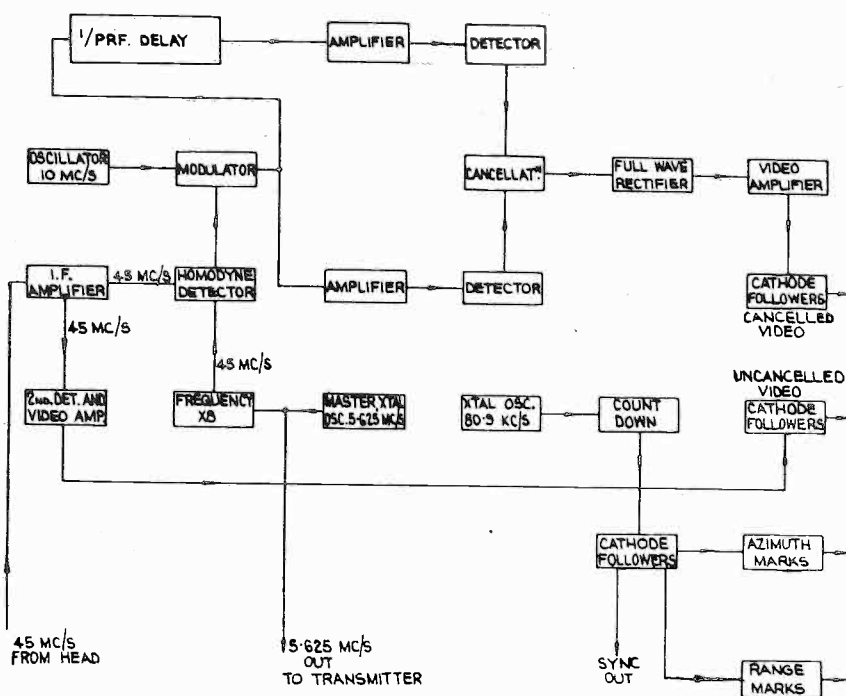 1/PRF. DELAY
AMPLIFIER
DETECTOR
OSCILLATOR
10 MC/S
MODULATOR
CANCELLATN.
FULL WAVE
RECTIFIER
VIDEO
AMPLIFIER
I.F.
AMPLIFIER
45 MC/S
HOMODYNE
DETECTOR
AMPLIFIER
DETECTOR
CATHODE
FOLLOWERS
CANCELLED
VIDEO
45 MC/S
45 MC/S
UNCANCELLED
VIDEO
2ND. DET. AND
VIDEO AMP.
FREQUENCY
X8
MASTER XTAL
OSC. 5·625 MC/S
XTAL OSC.
80·9 KC/S
COUNT
DOWN
CATHODE
FOLLOWERS
CATHODE
FOLLOWERS
AZIMUTH
MARKS
45 MC/S
FROM HEAD
5·625 MC/S
OUT
TO TRANSMITTER
SYNC
OUT
RANGE
MARKS